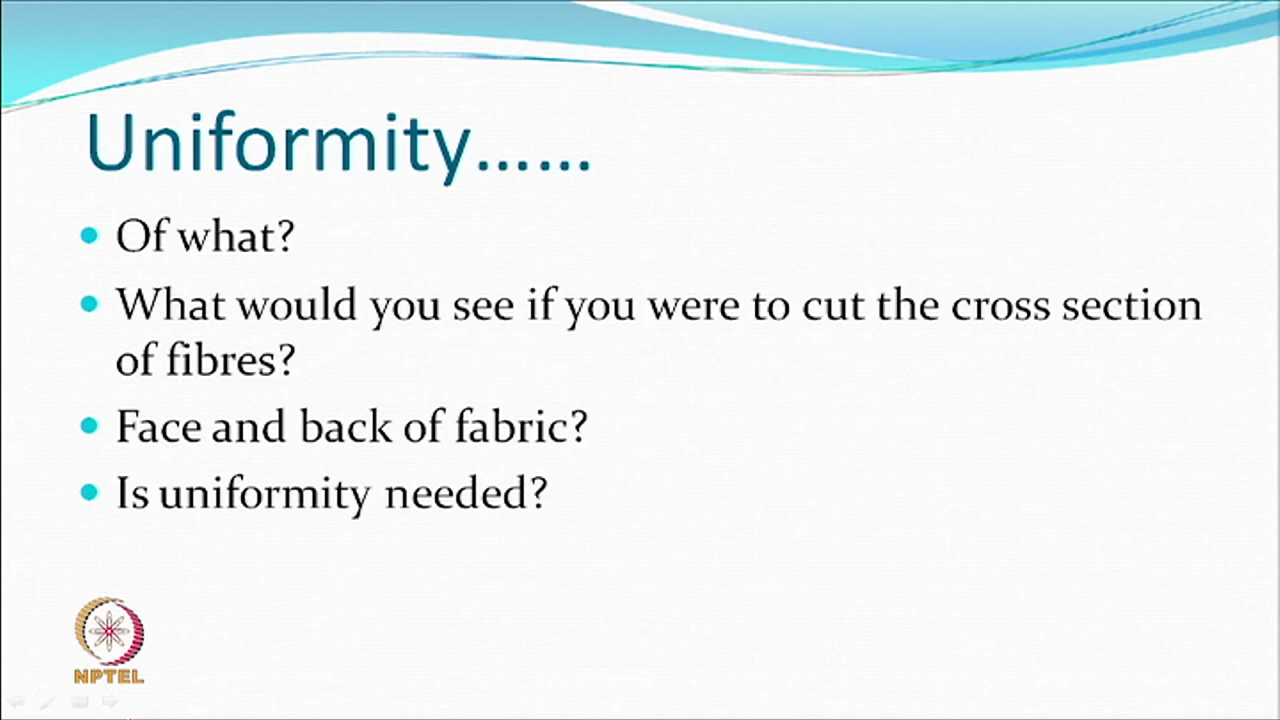 Uniformity......
Of what?
What would you see if you were to cut the cross section
of fibres?
Face and back of fabric?
Is uniformity needed?
NPTEL